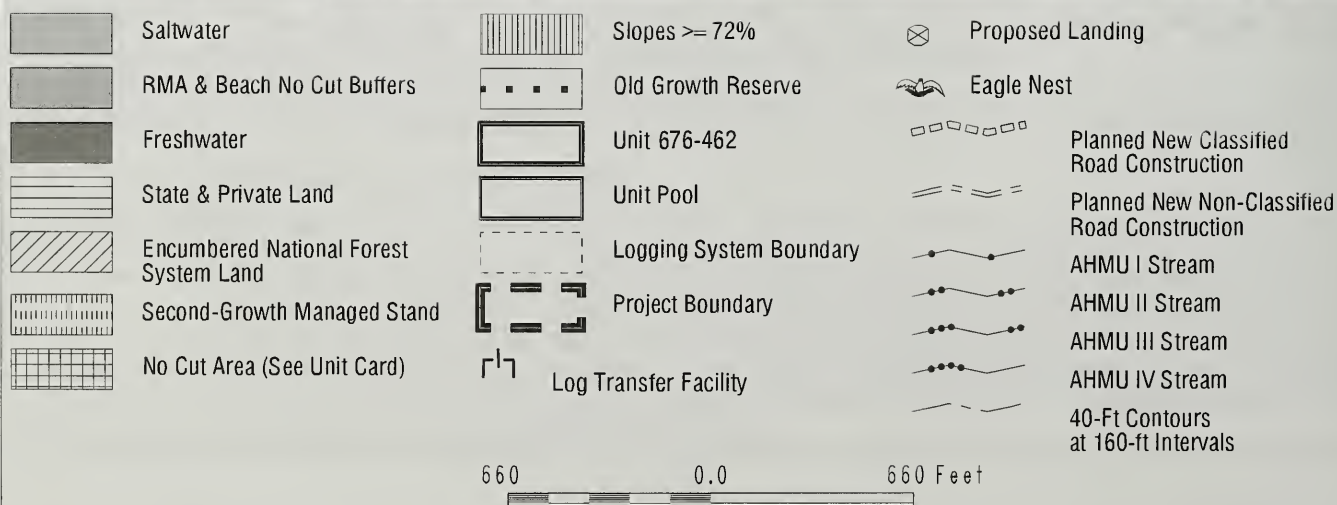 Saltwater
RMA & Beach No Cut Buffers
Freshwater
State & Private Land
Encumbered National Forest
System Land
Second-Growth Managed Stand
No Cut Area (See Unit Card)
Slopes >= 72%
Old Growth Reserve
Unit 676-462
Unit Pool
Logging System Boundary
Project Boundary
Log Transfer Facility
Proposed Landing
Eagle Nest
Planned New Classified
Road Construction
Planned New Non-Classified
Road Construction
AHMU I Stream
AHMU II Stream
AHMU III Stream
AHMU IV Stream
40-Ft Contours
at 160-ft Intervals
660 0.0 660 Feet